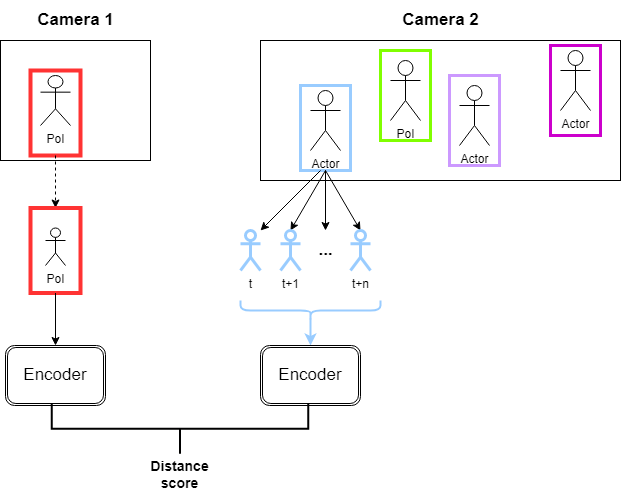 Camera 1
Camera 2
PoI
Actor
PoI
Actor
Actor
PoI
t
t+1
...
t+n
Encoder
Encoder
Distance
score